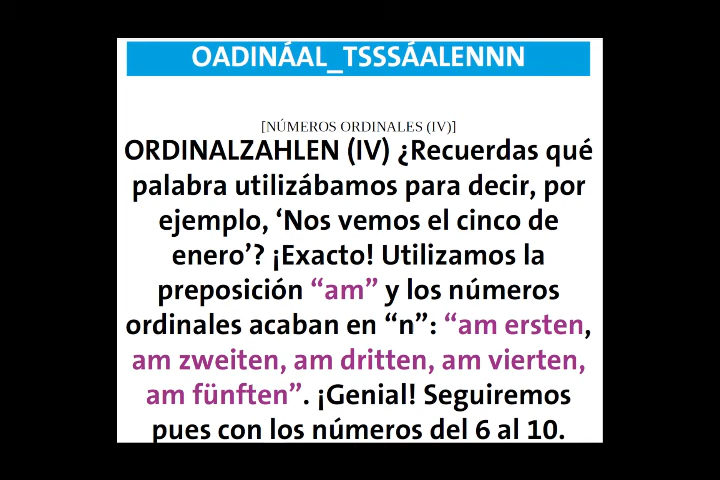 OADINÁAL_TSSSÁALENNN
[NÚMEROS ORDINALES (IV)]
ORDINALZAHLEN (IV) ¿Recuerdas qué
palabra utilizábamos para decir, por
ejemplo, ‘Nos vemos el cinco de
enero’? ¡Exacto! Utilizamos la
preposición “am” y los números
ordinales acaban en “n”: “am ersten,
am zweiten, am dritten, am vierten,
am fünften”. ¡Genial! Seguiremos
pues con los números del 6 al 10.